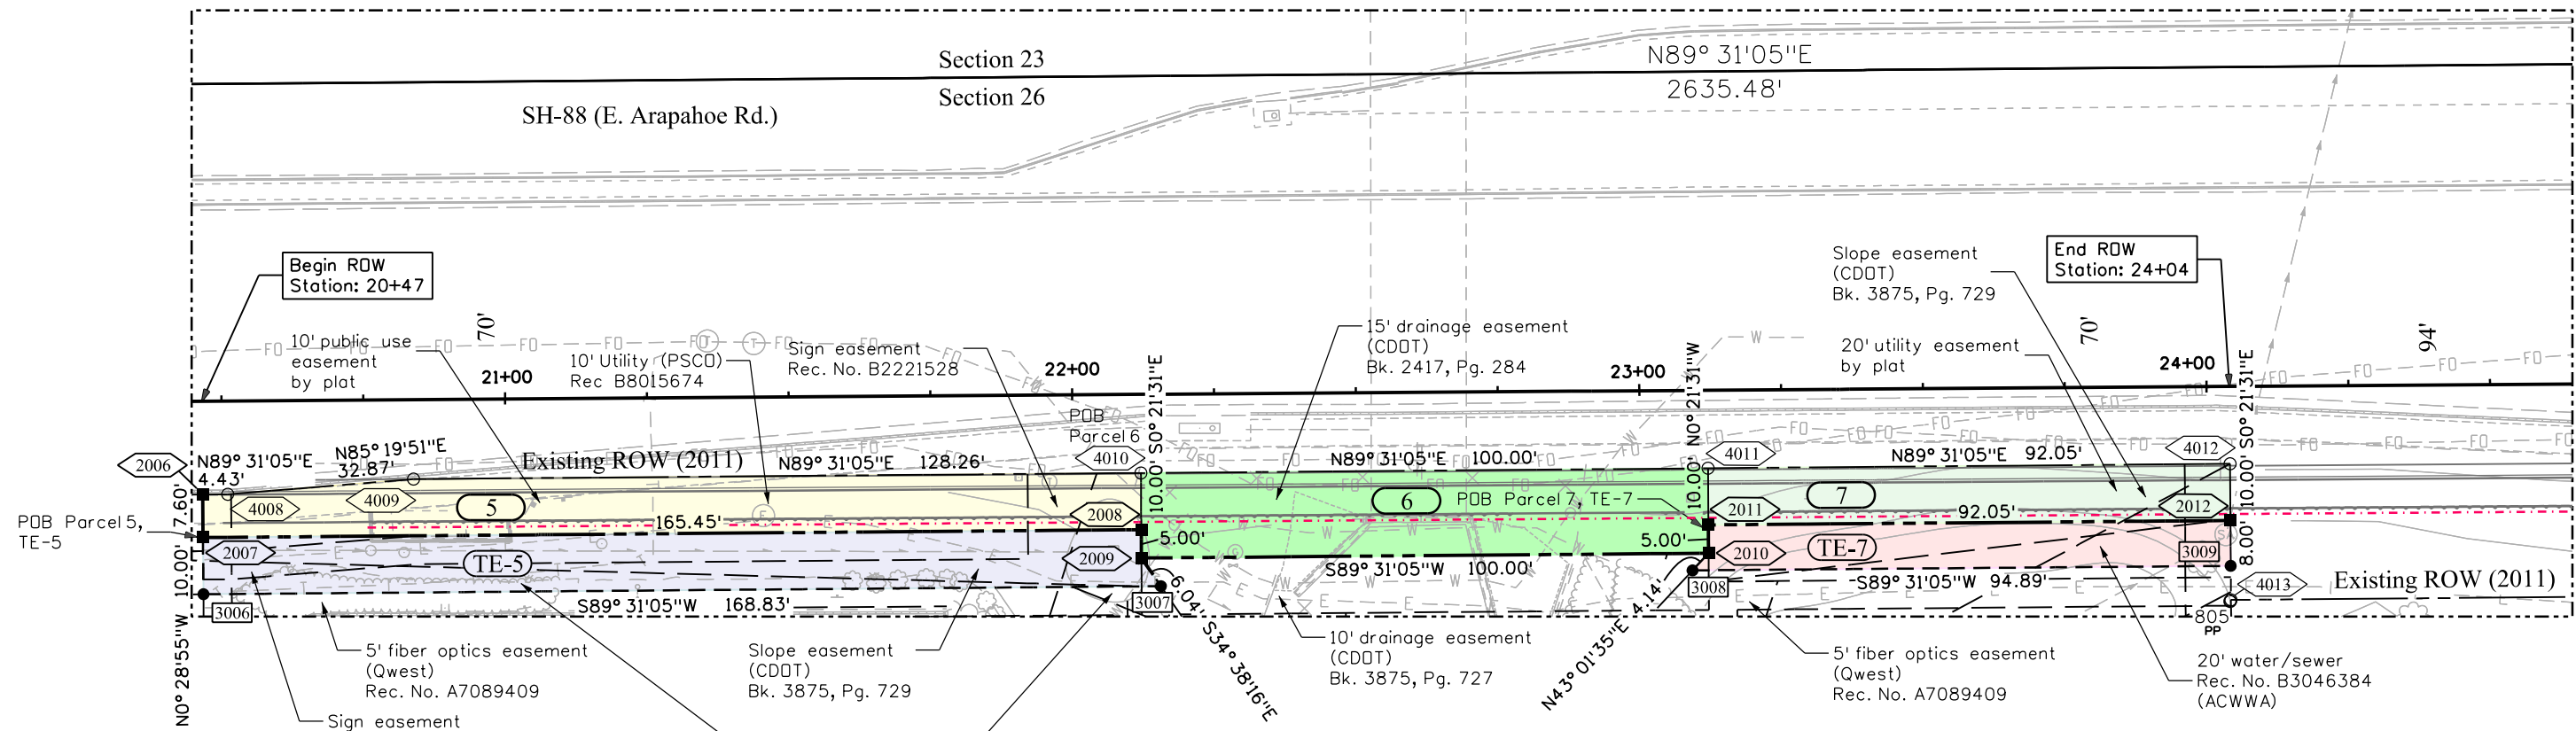 Section 23
N89° 31'05"E
Section 26
2635.48'
SH-88 (E. Arapahoe Rd.)
Begin ROW
Station: 20+47
End ROW
Station: 24+04
Slope easement
(CDOT)
Bk. 3875, Pg. 729
70'
70'
94'
10' public use
easement
by plat
10' Utility (PSCO)
Rec B8015674
Sign easement
Rec. No. B2221528
15' drainage easement
(CDOT)
Bk. 2417, Pg. 284
20' utility easement
by plat
21+00
22+00
23+00
24+00
S0° 21'31"E
N0° 21'31"W
S0° 21'31"E
POB
Parcel 6
2006
N89° 31'05"E
4.43'
N85° 19'51"E
32.87'
Existing ROW (2011)
N89° 31'05"E 128.26'
4010
N89° 31'05"E 100.00'
4011
N89° 31'05"E 92.05'
4012
7.60'
4008
4009
5
10.00'
6
POB Parcel 7, TE-7
10.00'
7
10.00'
POB Parcel 5,
TE-5
165.45'
2008
2011
92.05'
2012
2007
TE-5
2009
5.00'
5.00'
2010
TE-7
3009
8.00'
10.00'
N0° 28'55"W
3006
S89° 31'05"W 168.83'
3007
6.04'
S34° 38'16"E
S89° 31'05"W 100.00'
4.14'
N43° 01'35"E
3008
S89° 31'05"W 94.89'
4013
Existing ROW (2011)
805
PP
5' fiber optics easement
(Qwest)
Rec. No. A7089409
Slope easement
(CDOT)
Bk. 3875, Pg. 729
10' drainage easement
(CDOT)
Bk. 3875, Pg. 727
5' fiber optics easement
(Qwest)
Rec. No. A7089409
20' water/sewer
Rec. No. B3046384
(ACWWA)
Sign easement